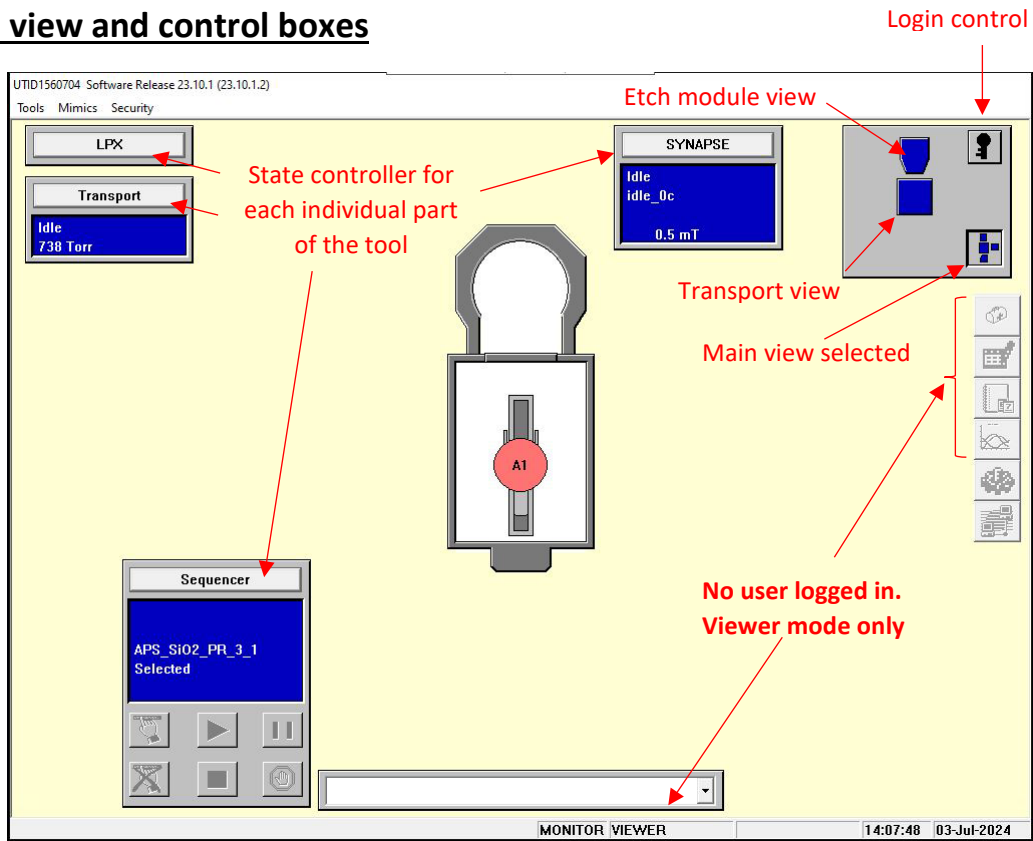 view and control boxes
Login control
UTID1560704 Software Release 23.10.1 (23.10.1.2)
Tools Mimics Security
Etch module view
LPX
SYNAPSE
State controller for
each individual part
of the tool
Transport
Idle
738 Torr
Idle
idle_0c
0.5 mT
Transport view
Main view selected
A1
No user logged in.
Viewer mode only
Sequencer
APS_SiO2_PR_3_1
Selected
MONITOR VIEWER 14:07:48 03-Jul-2024